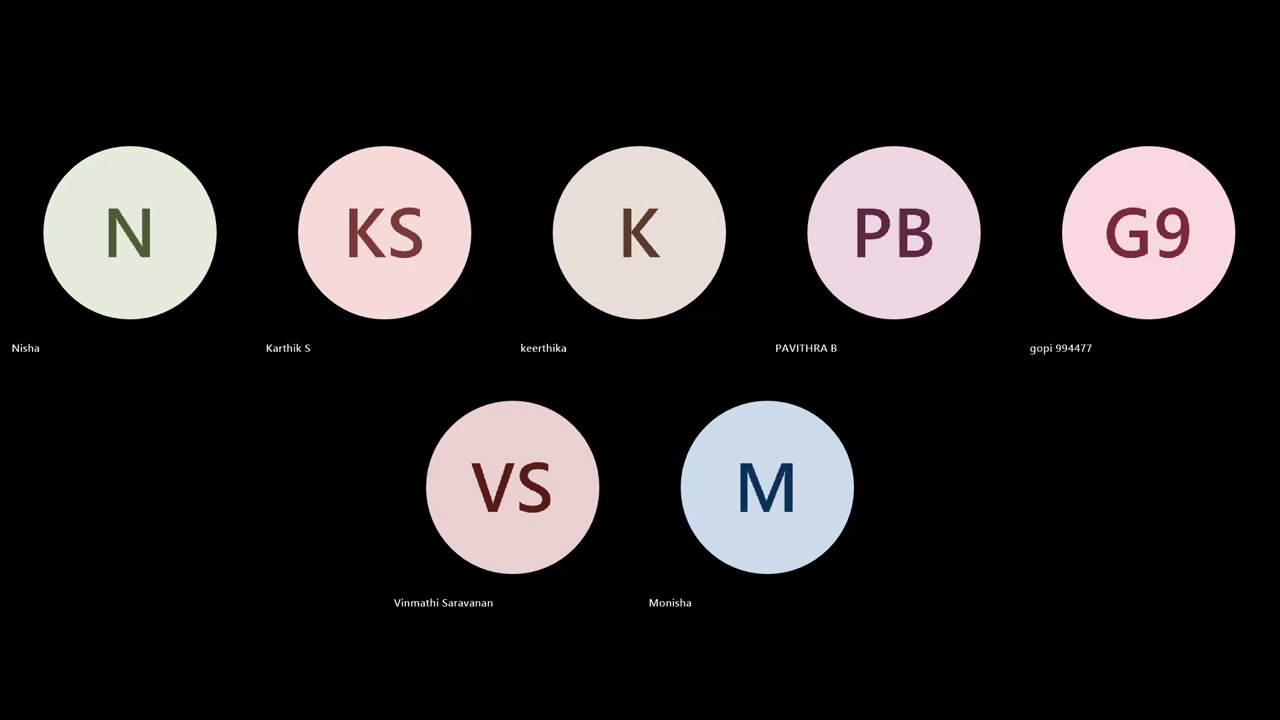 N
KS
K
PB
G9
Nisha
Karthik S
keerthika
PAVITHRA B
gopi 994477
VS
M
Vinmathi Saravanan
Monisha